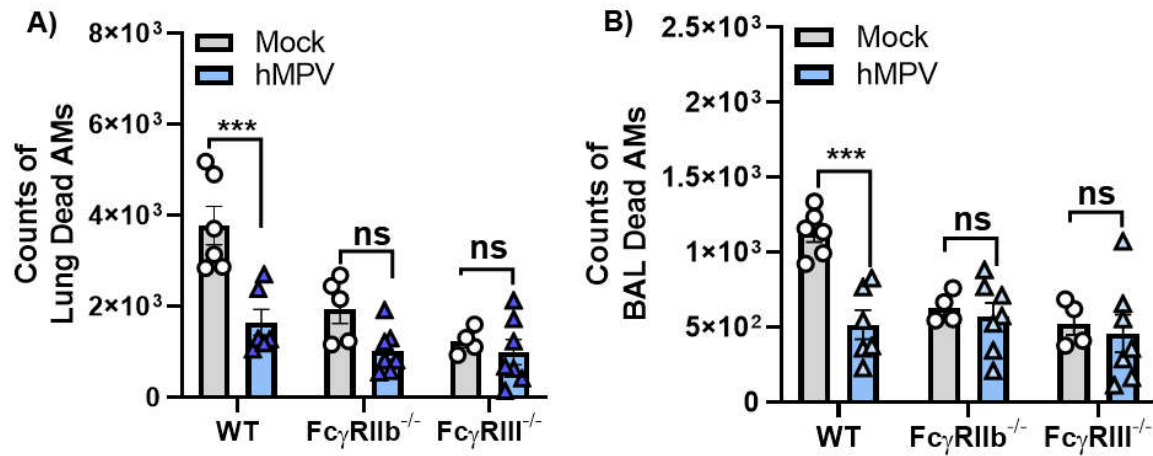 A)
8×10³
6×10³
4×10³
2×10³
0
Counts of
Lung Dead AMs
Mock
hMPV
***
ns
ns
WT
FcγRIIb⁻/⁻
FcγRIII⁻/⁻
B)
2.5×10³
2×10³
1.5×10³
1×10³
5×10²
0
Counts of
BAL Dead AMs
Mock
hMPV
***
ns
ns
WT
FcγRIIb⁻/⁻
FcγRIII⁻/⁻